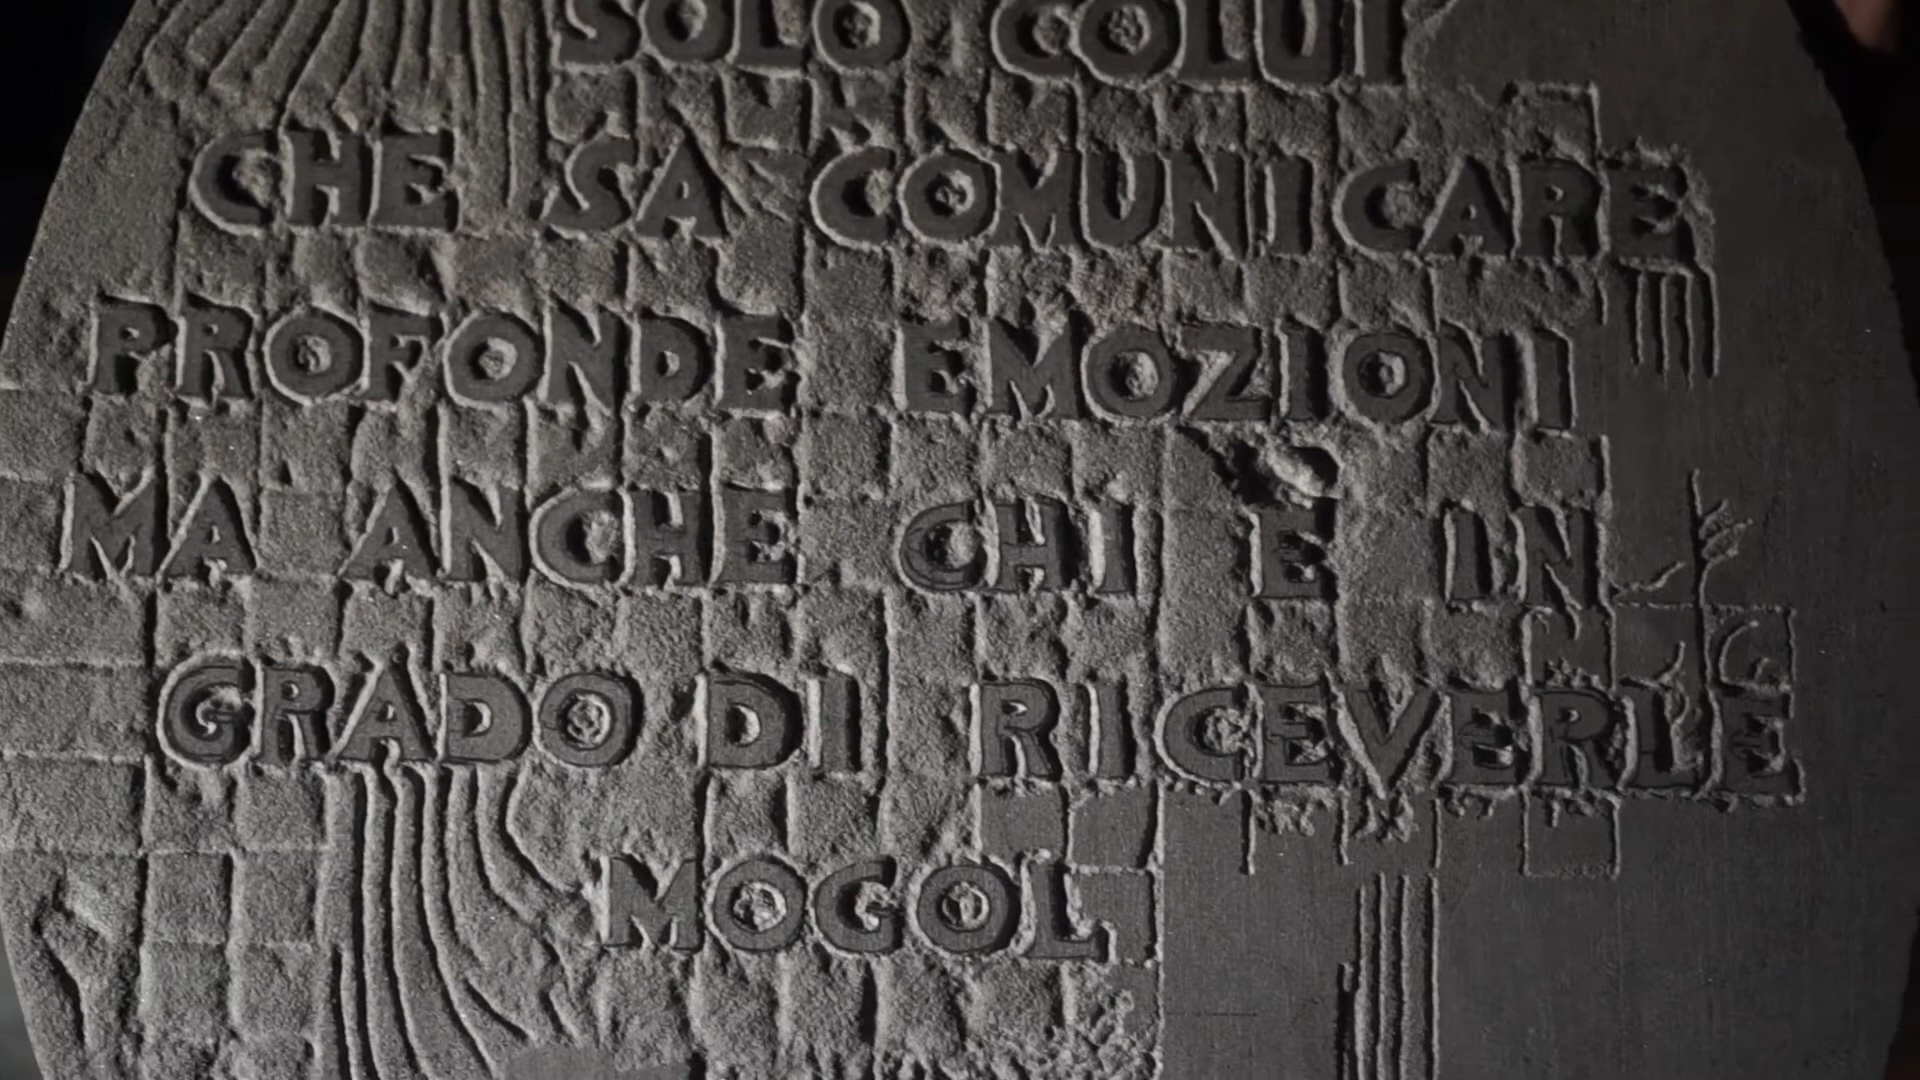 SOLO COLUI
CHE SA COMUNICARE
PROFONDE EMOZIONI
MA ANCHE CHI E IN
GRADO DI RICEVERLE
MOGOL